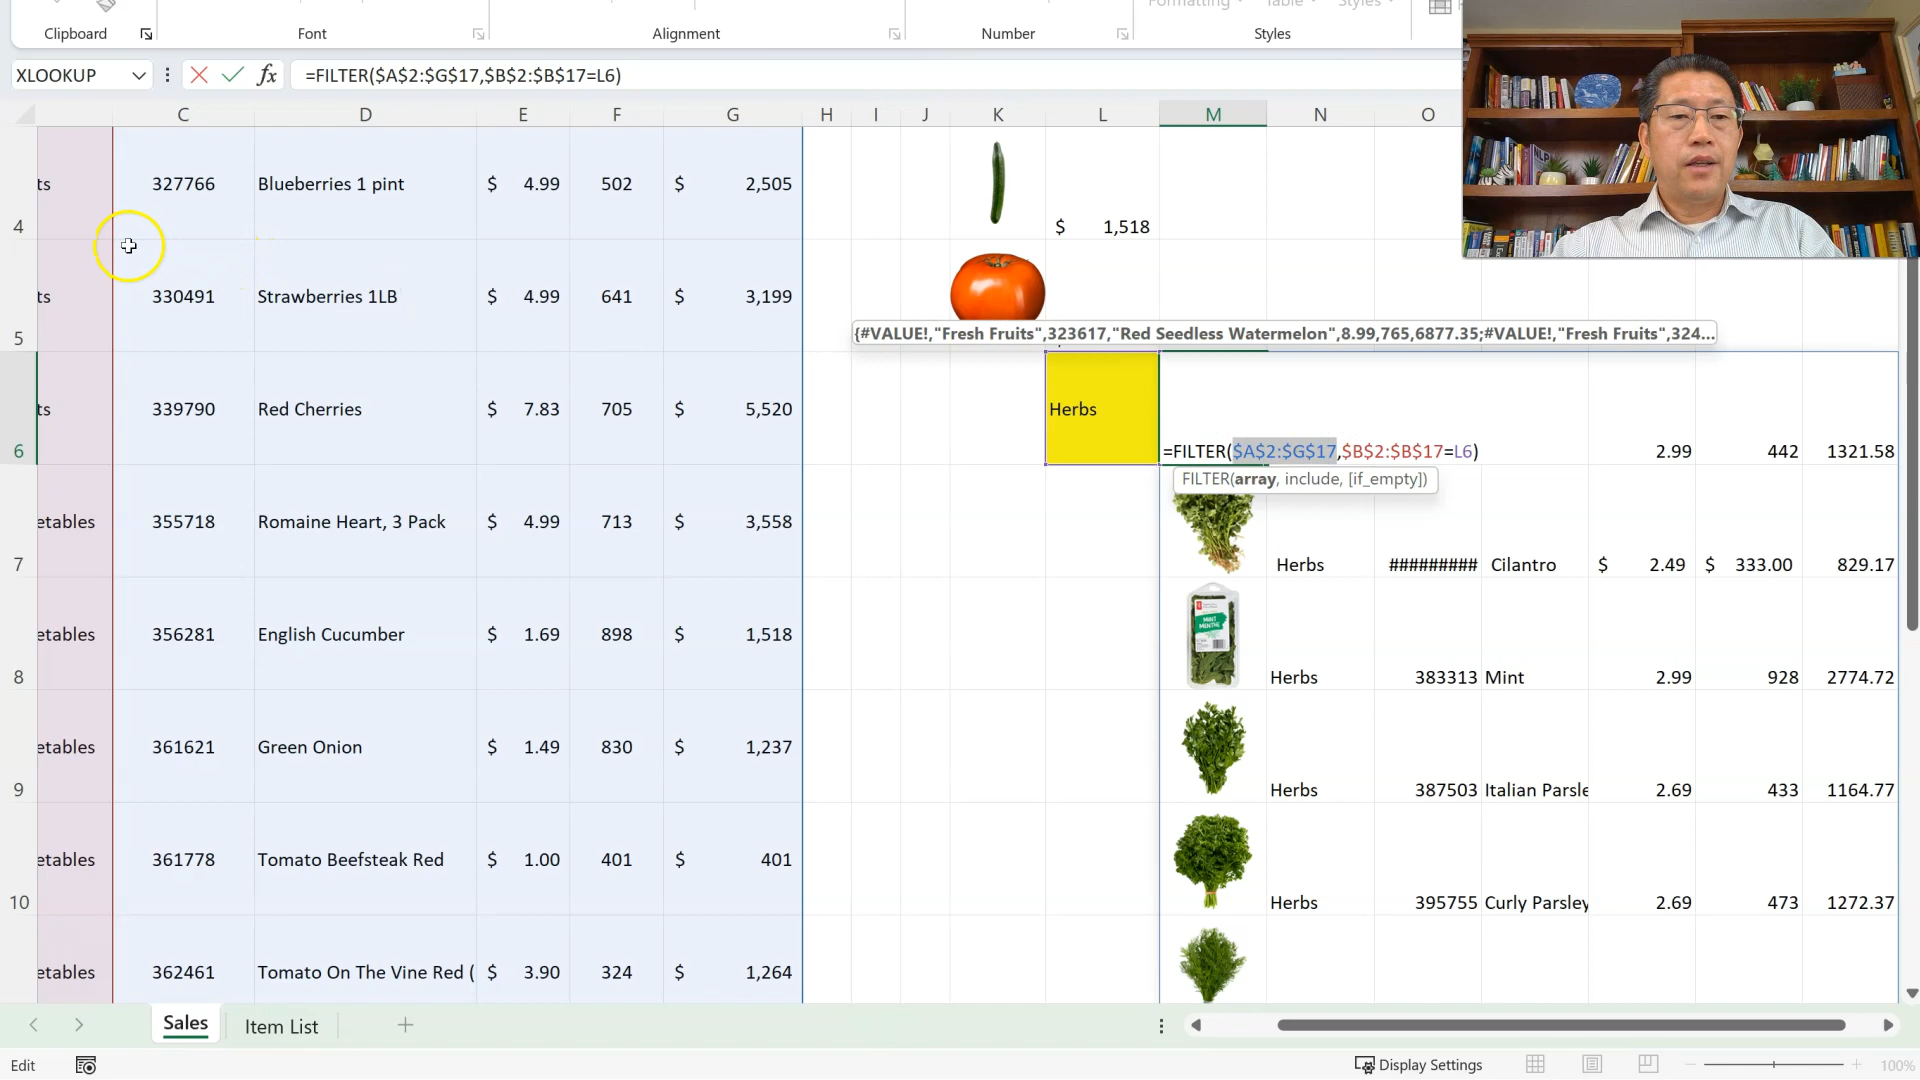 Formatting Table Styles
Clipboard Font Alignment Number Styles
XLOOKUP fx =FILTER($A$2:$G$17,$B$2:$B$17=L6)
C D E F G H I J K L M N O
ts 327766 Blueberries 1 pint $ 4.99 502 $ 2,505
4 $ 1,518
ts 330491 Strawberries 1LB $ 4.99 641 $ 3,199
5 {#VALUE!,"Fresh Fruits",323617,"Red Seedless Watermelon",8.99,765,6877.35;#VALUE!,"Fresh Fruits",324...
ts 339790 Red Cherries $ 7.83 705 $ 5,520 Herbs
6 =FILTER($A$2:$G$17,$B$2:$B$17=L6) 2.99 442 1321.58
FILTER(array, include, [if_empty])
etables 355718 Romaine Heart, 3 Pack $ 4.99 713 $ 3,558
7 Herbs ######### Cilantro $ 2.49 $ 333.00 829.17
etables 356281 English Cucumber $ 1.69 898 $ 1,518
MINT
MENTHE
8 Herbs 383313 Mint 2.99 928 2774.72
etables 361621 Green Onion $ 1.49 830 $ 1,237
9 Herbs 387503 Italian Parsle 2.69 433 1164.77
etables 361778 Tomato Beefsteak Red $ 1.00 401 $ 401
10 Herbs 395755 Curly Parsley 2.69 473 1272.37
etables 362461 Tomato On The Vine Red ( $ 3.90 324 $ 1,264
Sales Item List
Edit Display Settings 100%